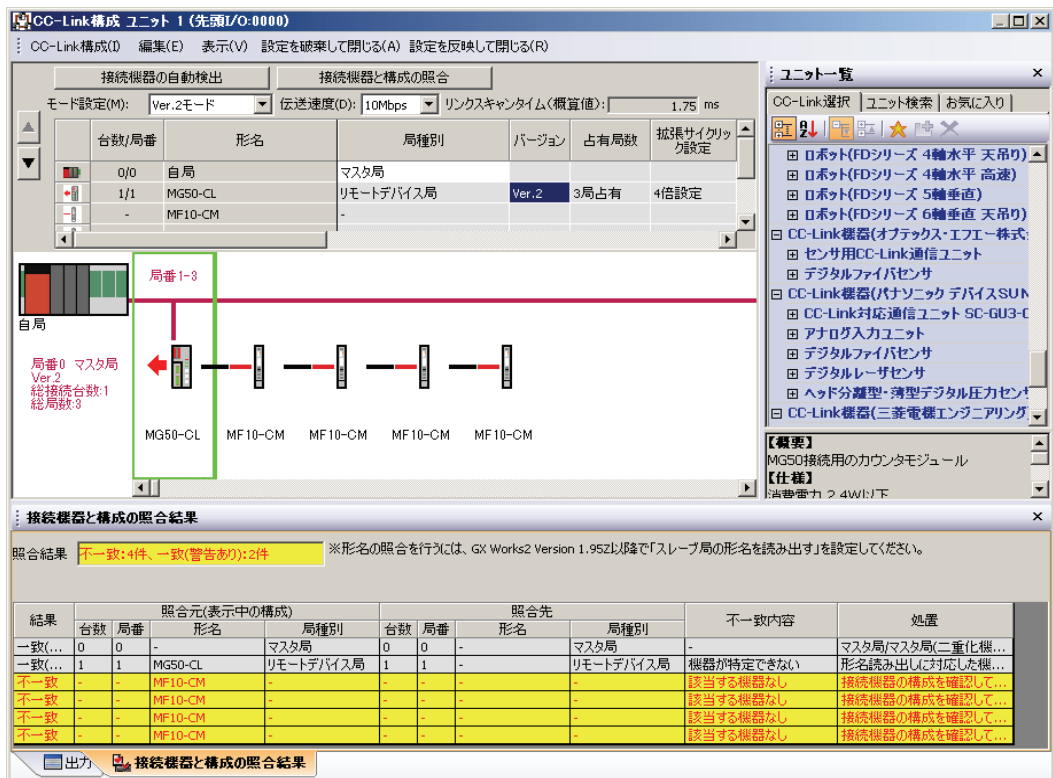 CC-Link構成 ユニット 1 (先頭I/O:0000)
CC-Link構成(I) 編集(E) 表示(V) 設定を破棄して閉じる(A) 設定を反映して閉じる(R)
接続機器の自動検出 接続機器と構成の照合
モード設定(M): Ver.2モード 伝送速度(D): 10Mbps リンクスキャンタイム(概算値): 1.75 ms
台数/局番 形名 局種別 バージョン 占有局数 拡張サイクリック設定
0/0 自局 マスタ局
1/1 MG50-CL リモートデバイス局 Ver.2 3局占有 4倍設定
- MF10-CM -
局番1-3
自局
局番0 マスタ局
Ver.2
総接続台数:1
総局数:3
MG50-CL MF10-CM MF10-CM MF10-CM MF10-CM
ユニット一覧
CC-Link選択 ユニット検索 お気に入り
ロボット(FDシリーズ 4軸水平 天吊り)
ロボット(FDシリーズ 4軸水平 高速)
ロボット(FDシリーズ 5軸垂直)
ロボット(FDシリーズ 6軸垂直 天吊り)
CC-Link機器(オプテックス・エフエー株式
センサ用CC-Link通信ユニット
デジタルファイバセンサ
CC-Link機器(パナソニック デバイスSUN
CC-Link対応通信ユニット SC-GU3-C
アナログ入力ユニット
デジタルファイバセンサ
デジタルレーザセンサ
ヘッド分離型・薄型デジタル圧力セン
CC-Link機器(三菱電機エンジニアリング
【概要】
MG50接続用のカウンタモジュール
【仕様】
消費電力 2.4W以下
接続機器と構成の照合結果
照合結果 不一致:4件、一致(警告あり):2件 ※形名の照合を行うには、GX Works2 Version 1.95Z以降で「スレーブ局の形名を読み出す」を設定してください。
結果 照合元(表示中の構成) 照合先 不一致内容 処置
台数 局番 形名 局種別 台数 局番 形名 局種別
一致(... 0 0 - マスタ局 0 0 - マスタ局 - マスタ局/マスタ局(二重化機...
一致(... 1 1 MG50-CL リモートデバイス局 1 1 - リモートデバイス局 機器が特定できない 形名読み出しに対応した機...
不一致 - - MF10-CM - - - - - 該当する機器なし 接続機器の構成を確認して...
不一致 - - MF10-CM - - - - - 該当する機器なし 接続機器の構成を確認して...
不一致 - - MF10-CM - - - - - 該当する機器なし 接続機器の構成を確認して...
不一致 - - MF10-CM - - - - - 該当する機器なし 接続機器の構成を確認して...
出力 接続機器と構成の照合結果